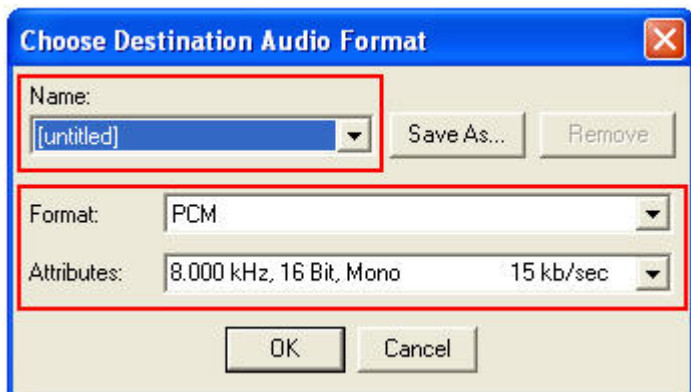 Choose Destination Audio Format
Name:
[untitled]
Save As...
Remove
Format:
PCM
Attributes:
8.000 kHz, 16 Bit, Mono 15 kb/sec
OK
Cancel